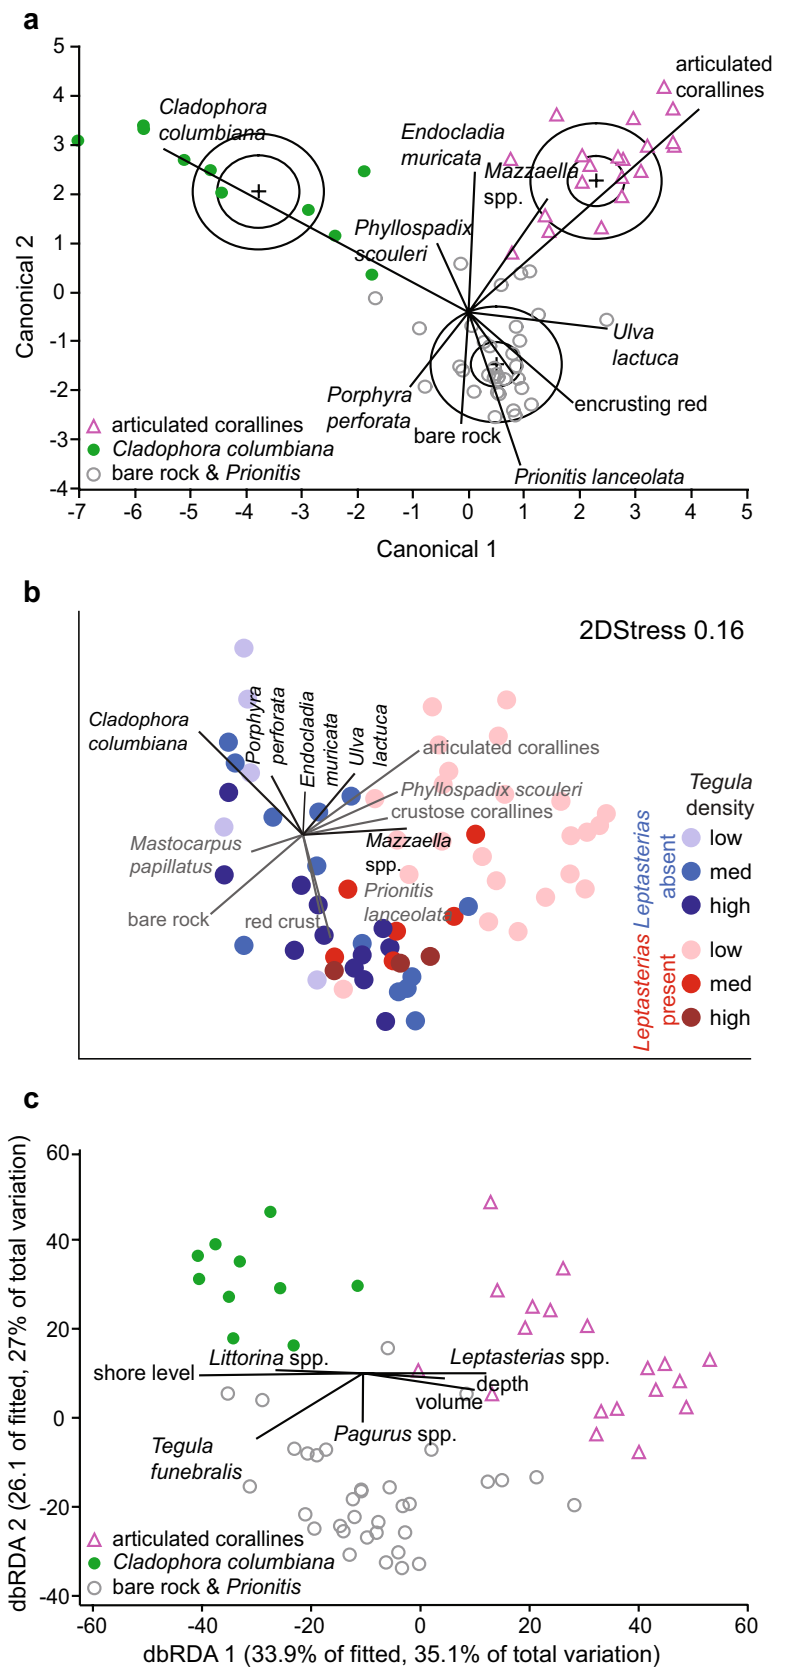 a
5
4
3
2
1
0
-1
-2
-3
-4
Canonical 2
articulated
corallines
Cladophora
columbiana
Endocladia
muricata
Mazzaella
spp.
Phyllospadix
scouleri
Ulva
lactuca
Porphyra
perforata
encrusting red
bare rock
Prionitis lanceolata
articulated corallines
Cladophora columbiana
bare rock & Prionitis
-7 -6 -5 -4 -3 -2 -1 0 1 2 3 4 5
Canonical 1
b
2DStress 0.16
Cladophora
columbiana
Porphyra
perforata
Endocladia
muricata
Ulva
lactuca
articulated corallines
Phyllospadix scouleri
crustose corallines
Mastocarpus
papillatus
Mazzaella
spp.
Prionitis
lanceolata
bare rock
red crust
Tegula
density
Leptasterias
absent
low
med
high
Leptasterias
present
low
med
high
c
60
40
20
0
-20
-40
dbRDA 2 (26.1 of fitted, 27% of total variation)
shore level
Littorina spp.
Leptasterias spp.
depth
volume
Pagurus spp.
Tegula
funebralis
articulated corallines
Cladophora columbiana
bare rock & Prionitis
-60 -40 -20 0 20 40 60
dbRDA 1 (33.9% of fitted, 35.1% of total variation)